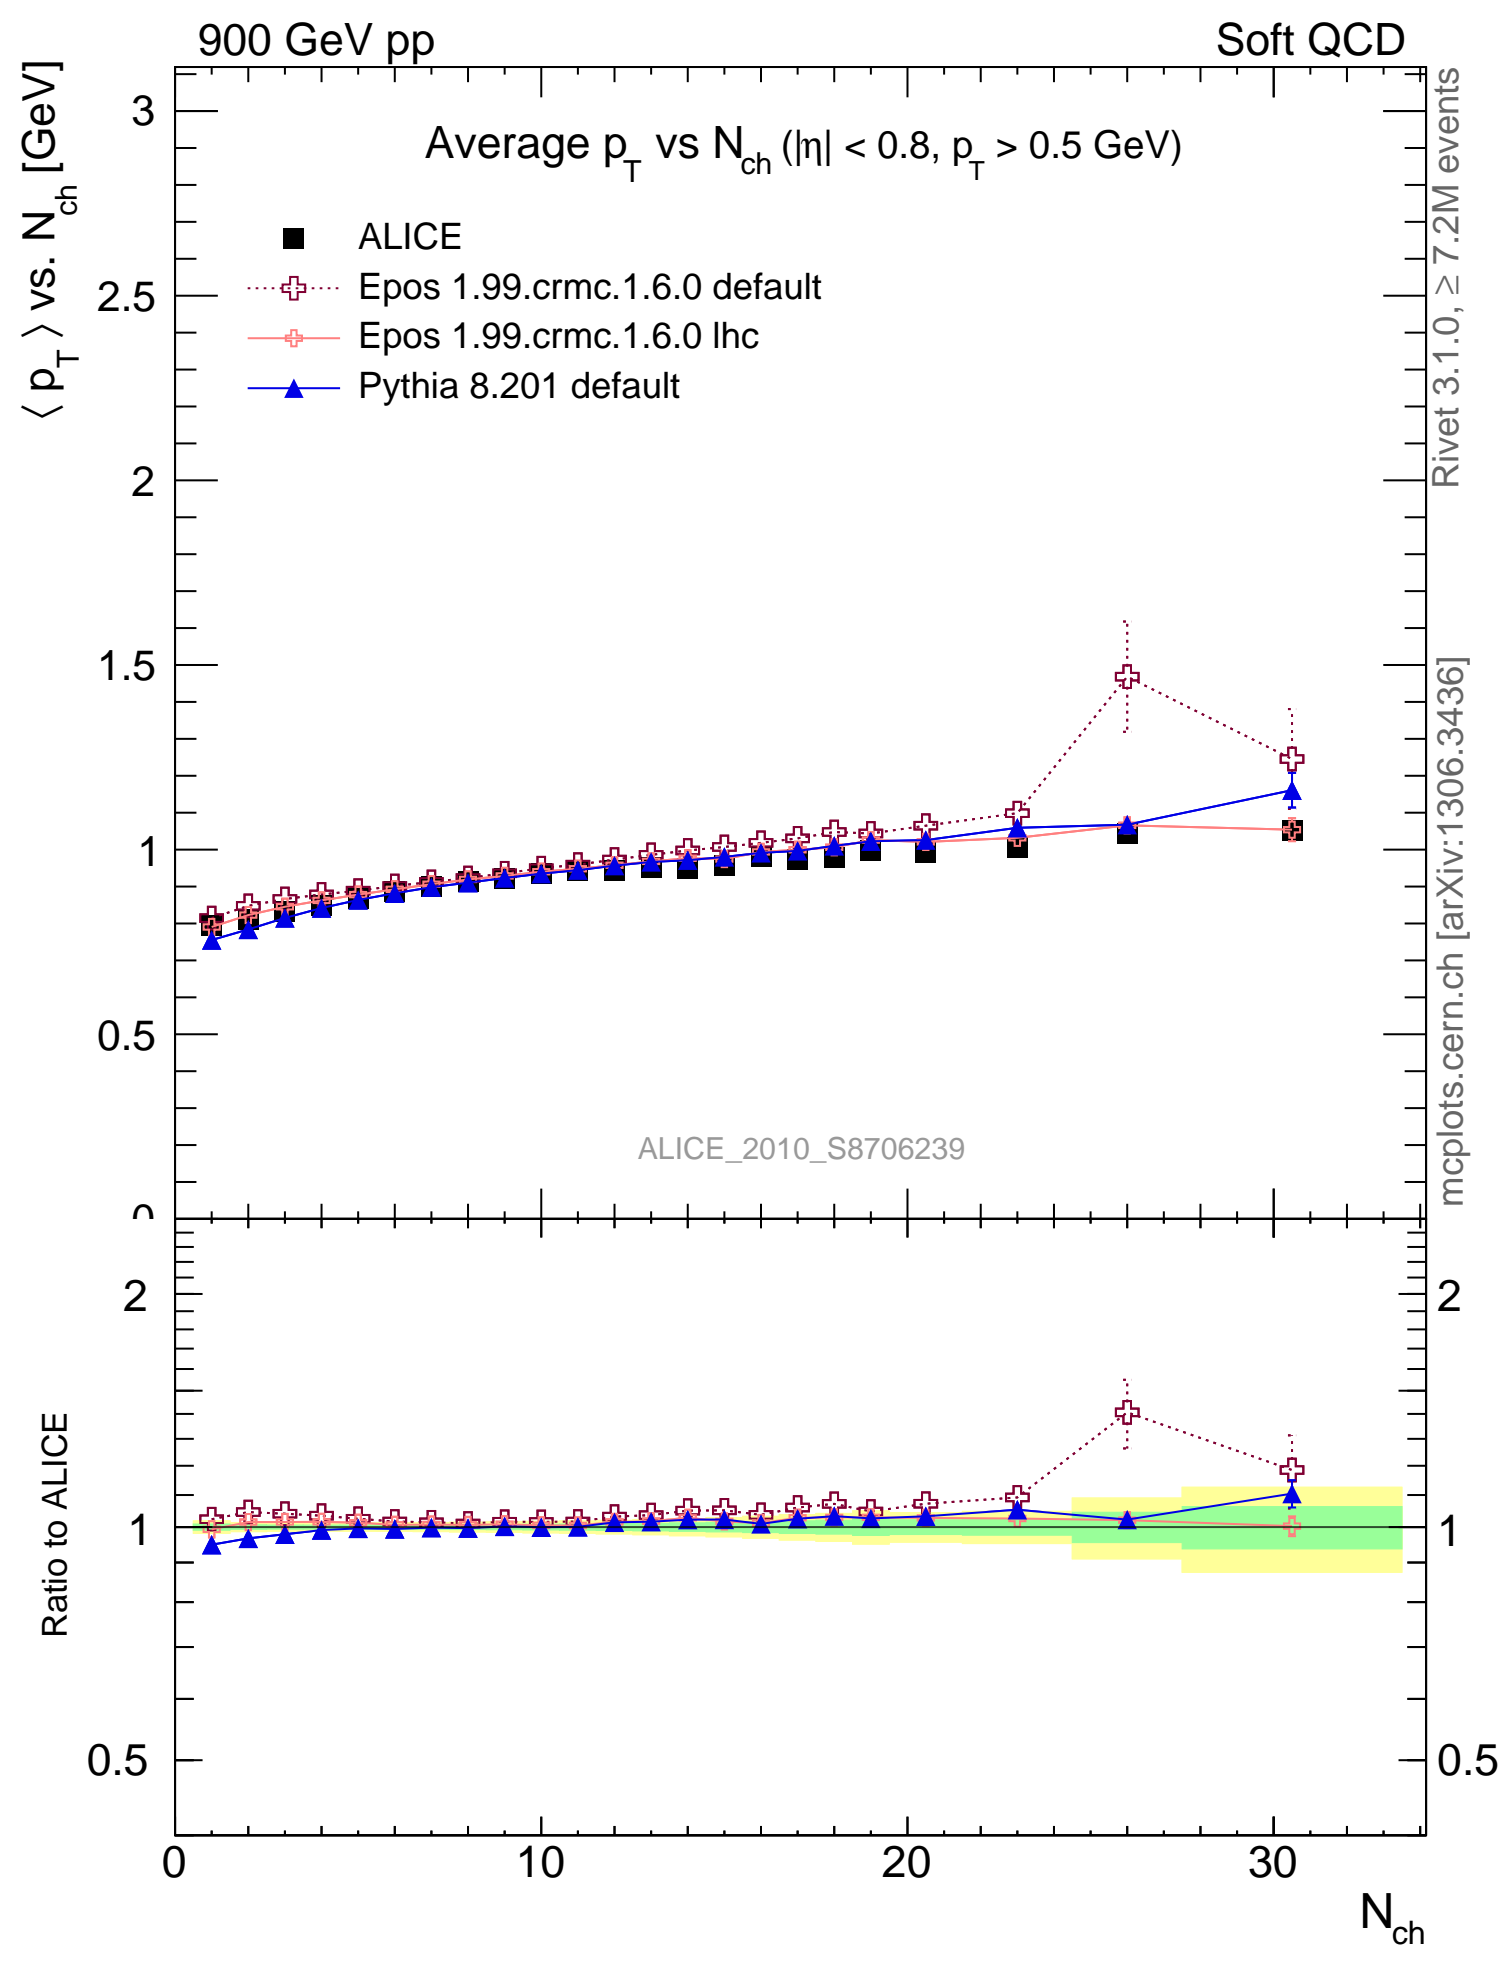 900 GeV pp
Soft QCD
⟨ p_T ⟩ vs. N_ch [GeV]
Average p_T vs N_ch (|η| < 0.8, p_T > 0.5 GeV)
ALICE
Epos 1.99.crmc.1.6.0 default
Epos 1.99.crmc.1.6.0 lhc
Pythia 8.201 default
3
2.5
2
1.5
1
0.5
0
ALICE_2010_S8706239
Rivet 3.1.0, ≥ 7.2M events
mcplots.cern.ch [arXiv:1306.3436]
Ratio to ALICE
2
1
0.5
2
1
0.5
0
10
20
30
N_ch